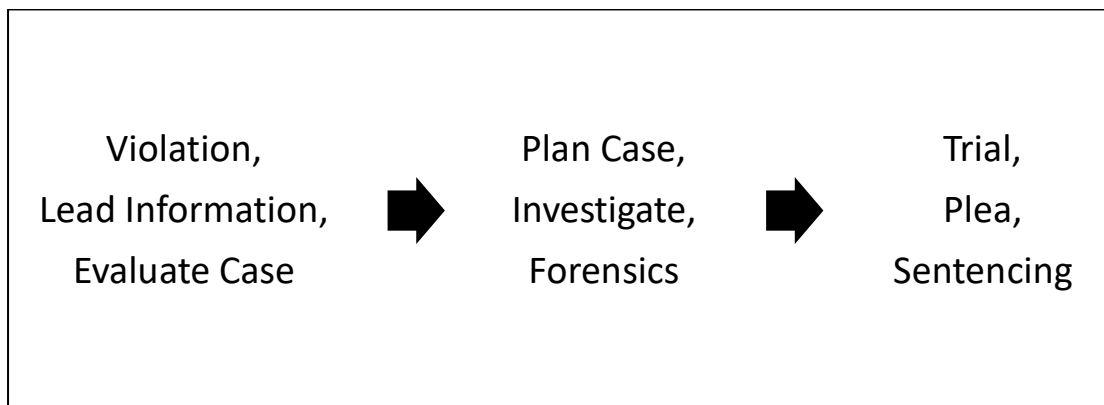 Violation,
Lead Information,
Evaluate Case
Plan Case,
Investigate,
Forensics
Trial,
Plea,
Sentencing